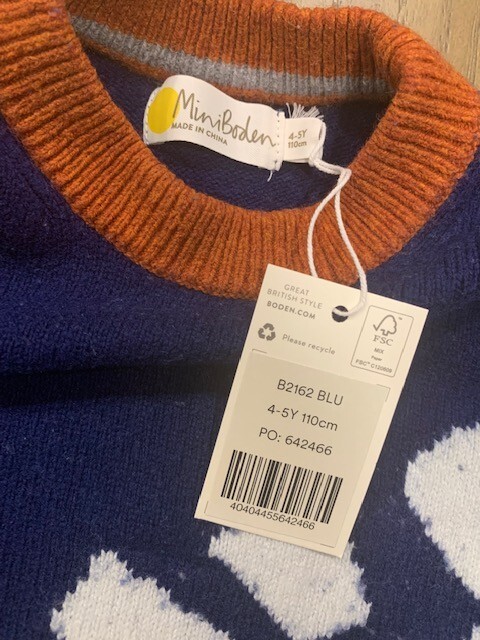 MiniBoden
MADE IN CHINA
4-5Y
110cm
GREAT
BRITISH STYLE
BODEN.COM
Please recycle
FSC
MIX
Paper
B2162 BLU
4-5Y 110cm
PO: 642466
40404455642466